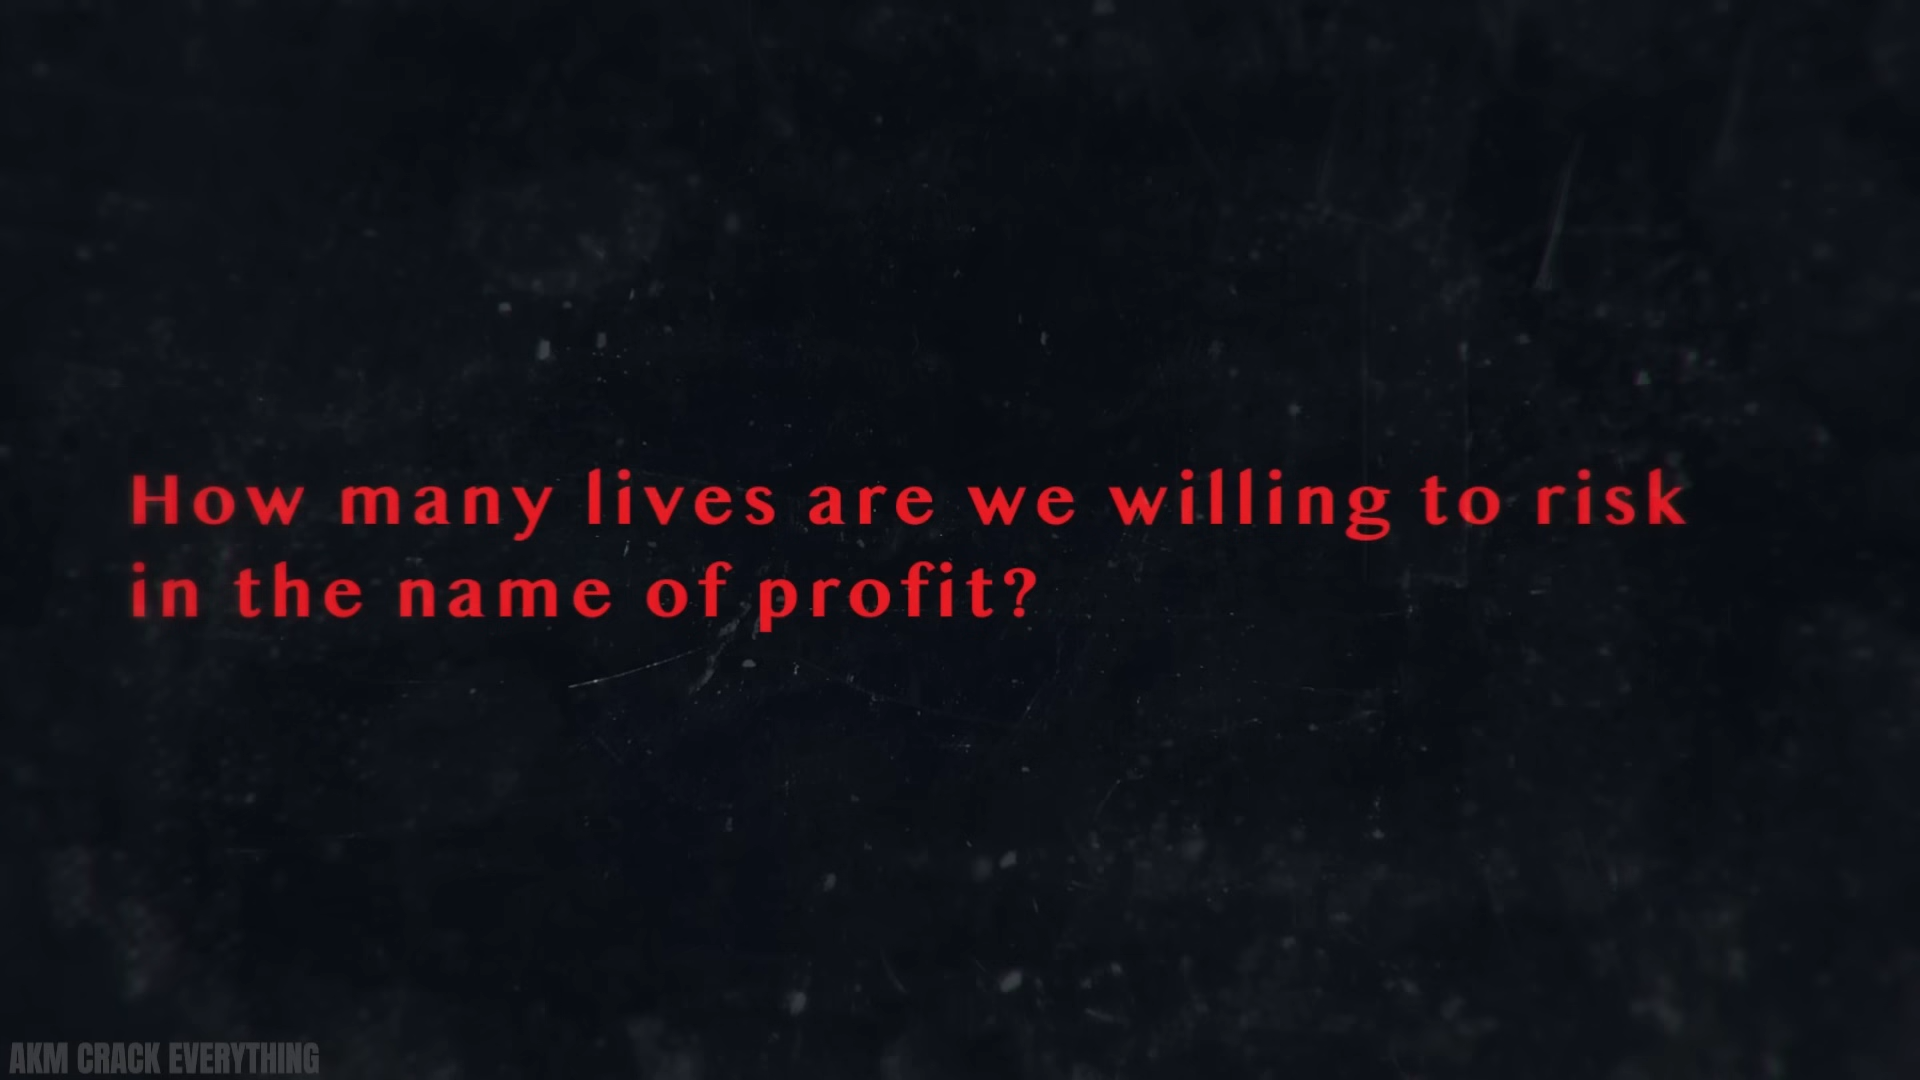 How many lives are we willing to risk
in the name of profit?
AKM CRACK EVERYTHING